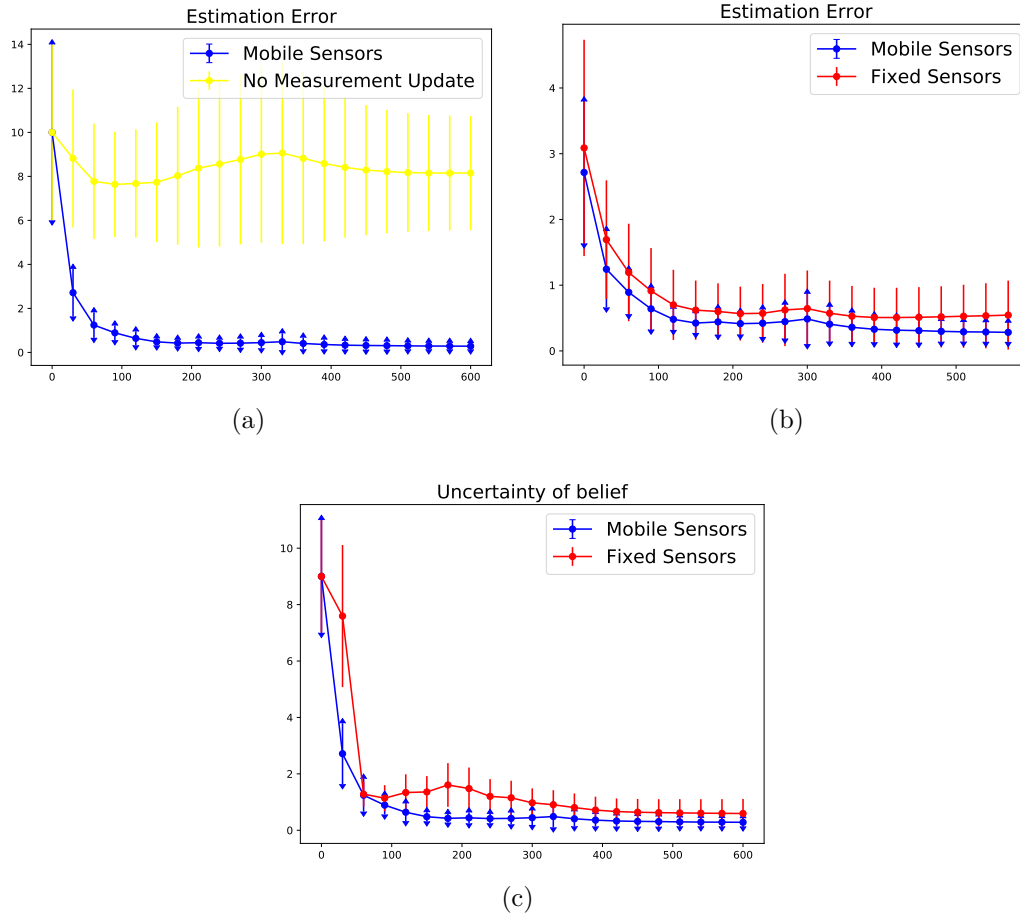 Estimation Error
14
12
10
8
6
4
2
0
0 100 200 300 400 500 600
Mobile Sensors
No Measurement Update
(a)
Estimation Error
4
3
2
1
0
0 100 200 300 400 500
Mobile Sensors
Fixed Sensors
(b)
Uncertainty of belief
10
8
6
4
2
0
0 100 200 300 400 500 600
Mobile Sensors
Fixed Sensors
(c)